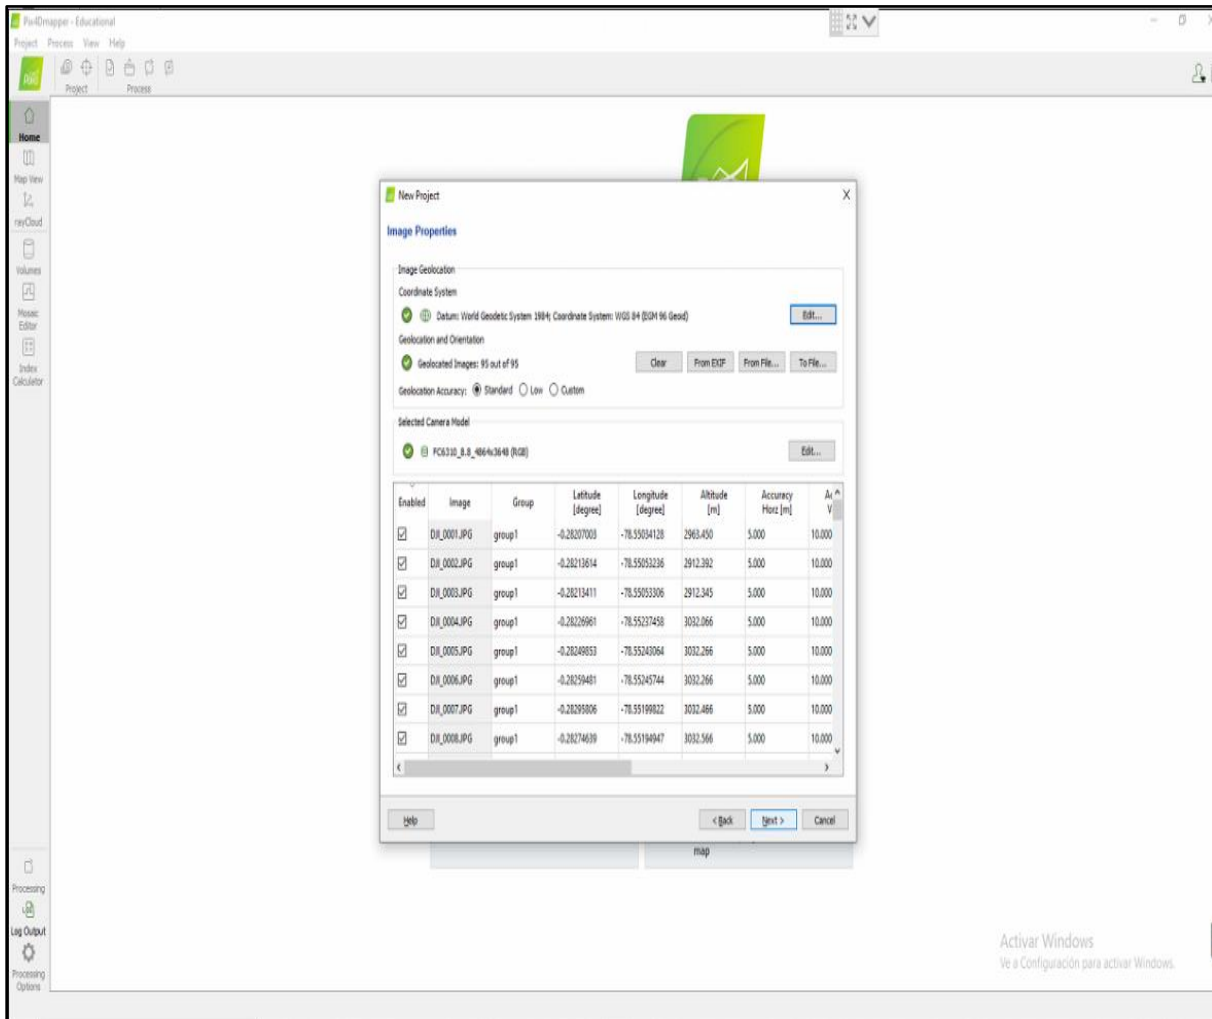 Pix4Dmapper - Educational
Project Process View Help
Project Process
Home
Map View
rayCloud
Volumes
Mosaic
Editor
Index
Calculator
New Project
Image Properties
Image Geolocation
Coordinate System
Datum: World Geodetic System 1984; Coordinate System: WGS 84 (EGM 96 Geoid)
Edit...
Geolocation and Orientation
Geolocated Images: 95 out of 95
Clear From EXIF From File... To File...
Geolocation Accuracy: Standard Low Custom
Selected Camera Model
FC6310_8.8_4864x3648 (RGB)
Edit...
Enabled Image Group Latitude [degree] Longitude [degree] Altitude [m] Accuracy Horz [m]
DJI_0001.JPG group1 -0.28207003 -78.55034128 2963.450 5.000 10.000
DJI_0002.JPG group1 -0.28213614 -78.55053236 2912.392 5.000 10.000
DJI_0003.JPG group1 -0.28213411 -78.55053306 2912.345 5.000 10.000
DJI_0004.JPG group1 -0.28226961 -78.55237458 3032.066 5.000 10.000
DJI_0005.JPG group1 -0.28249853 -78.55243064 3032.266 5.000 10.000
DJI_0006.JPG group1 -0.28259481 -78.55245744 3032.266 5.000 10.000
DJI_0007.JPG group1 -0.28295806 -78.55199822 3032.466 5.000 10.000
DJI_0008.JPG group1 -0.28274639 -78.55194947 3032.566 5.000 10.000
Help < Back Next > Cancel
map
Processing
Log Output
Processing
Options
Activar Windows
Ve a Configuración para activar Windows.